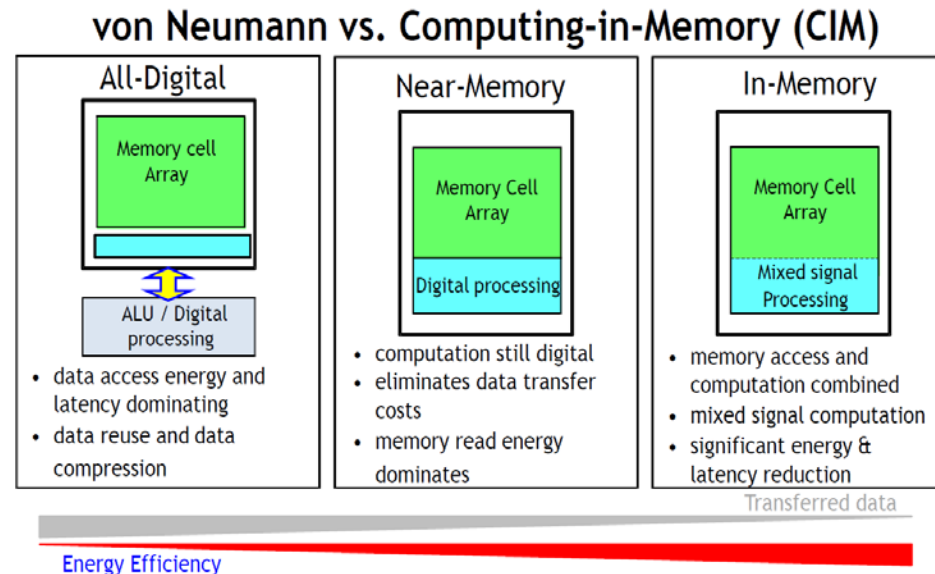 von Neumann vs. Computing-in-Memory (CIM)
All-Digital
Memory cell
Array
ALU / Digital
processing
• data access energy and
latency dominating
• data reuse and data
compression
Near-Memory
Memory Cell
Array
Digital processing
• computation still digital
• eliminates data transfer
costs
• memory read energy
dominates
In-Memory
Memory Cell
Array
Mixed signal
Processing
• memory access and
computation combined
• mixed signal computation
• significant energy &
latency reduction
Transferred data
Energy Efficiency